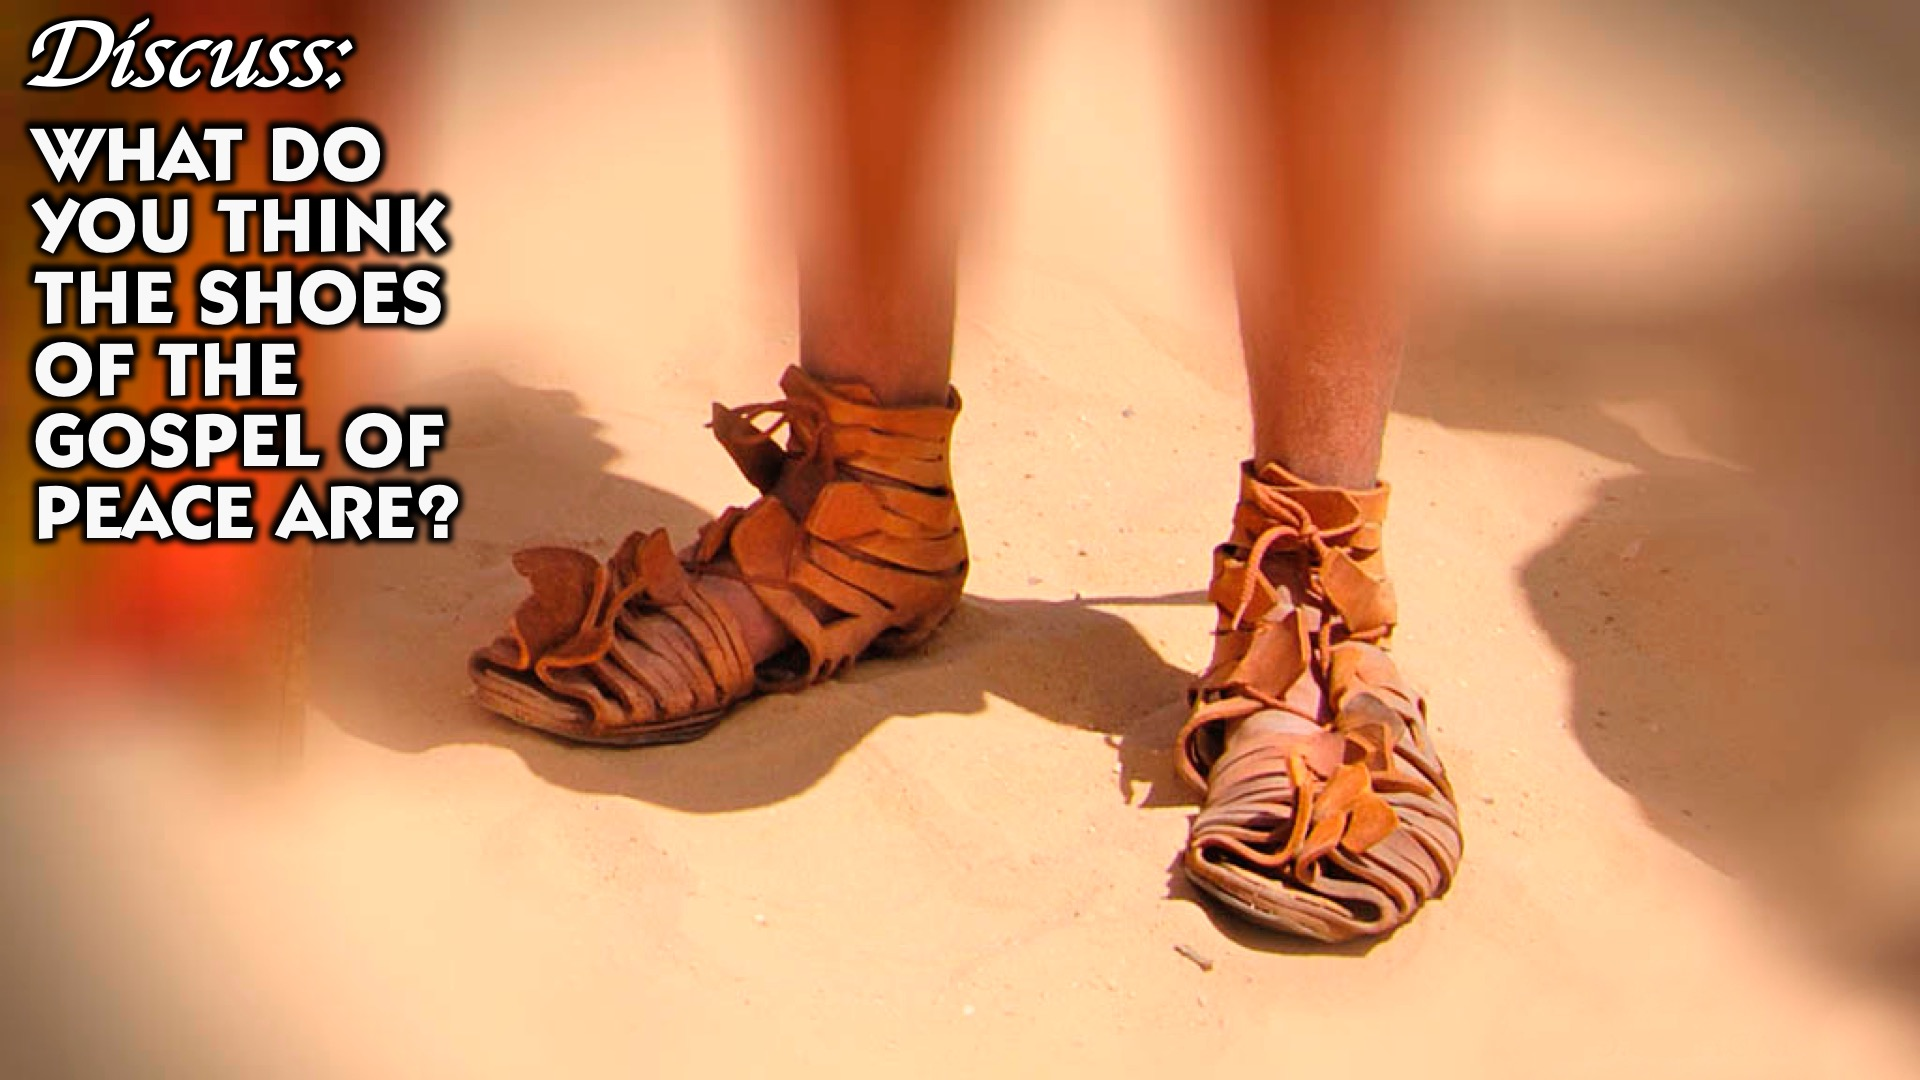 Discuss:
WHAT DO
YOU THINK
THE SHOES
OF THE
GOSPEL OF
PEACE ARE?